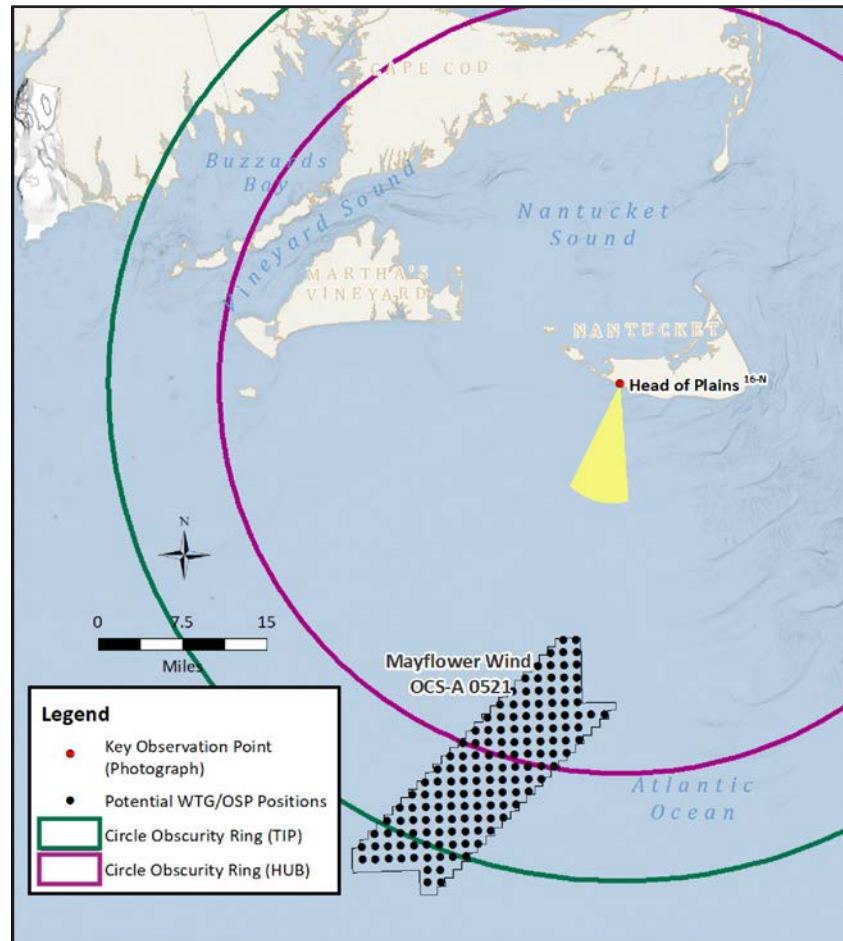 CAPE COD
Buzzards
Bay
Vineyard Sound
Nantucket
Sound
MARTHA'S
VINEYARD
NANTUCKET
Head of Plains 16-N
N
0 7.5 15
Miles
Mayflower Wind
OCS-A 0521
Atlantic
Ocean
Legend
Key Observation Point
(Photograph)
Potential WTG/OSP Positions
Circle Obscurity Ring (TIP)
Circle Obscurity Ring (HUB)